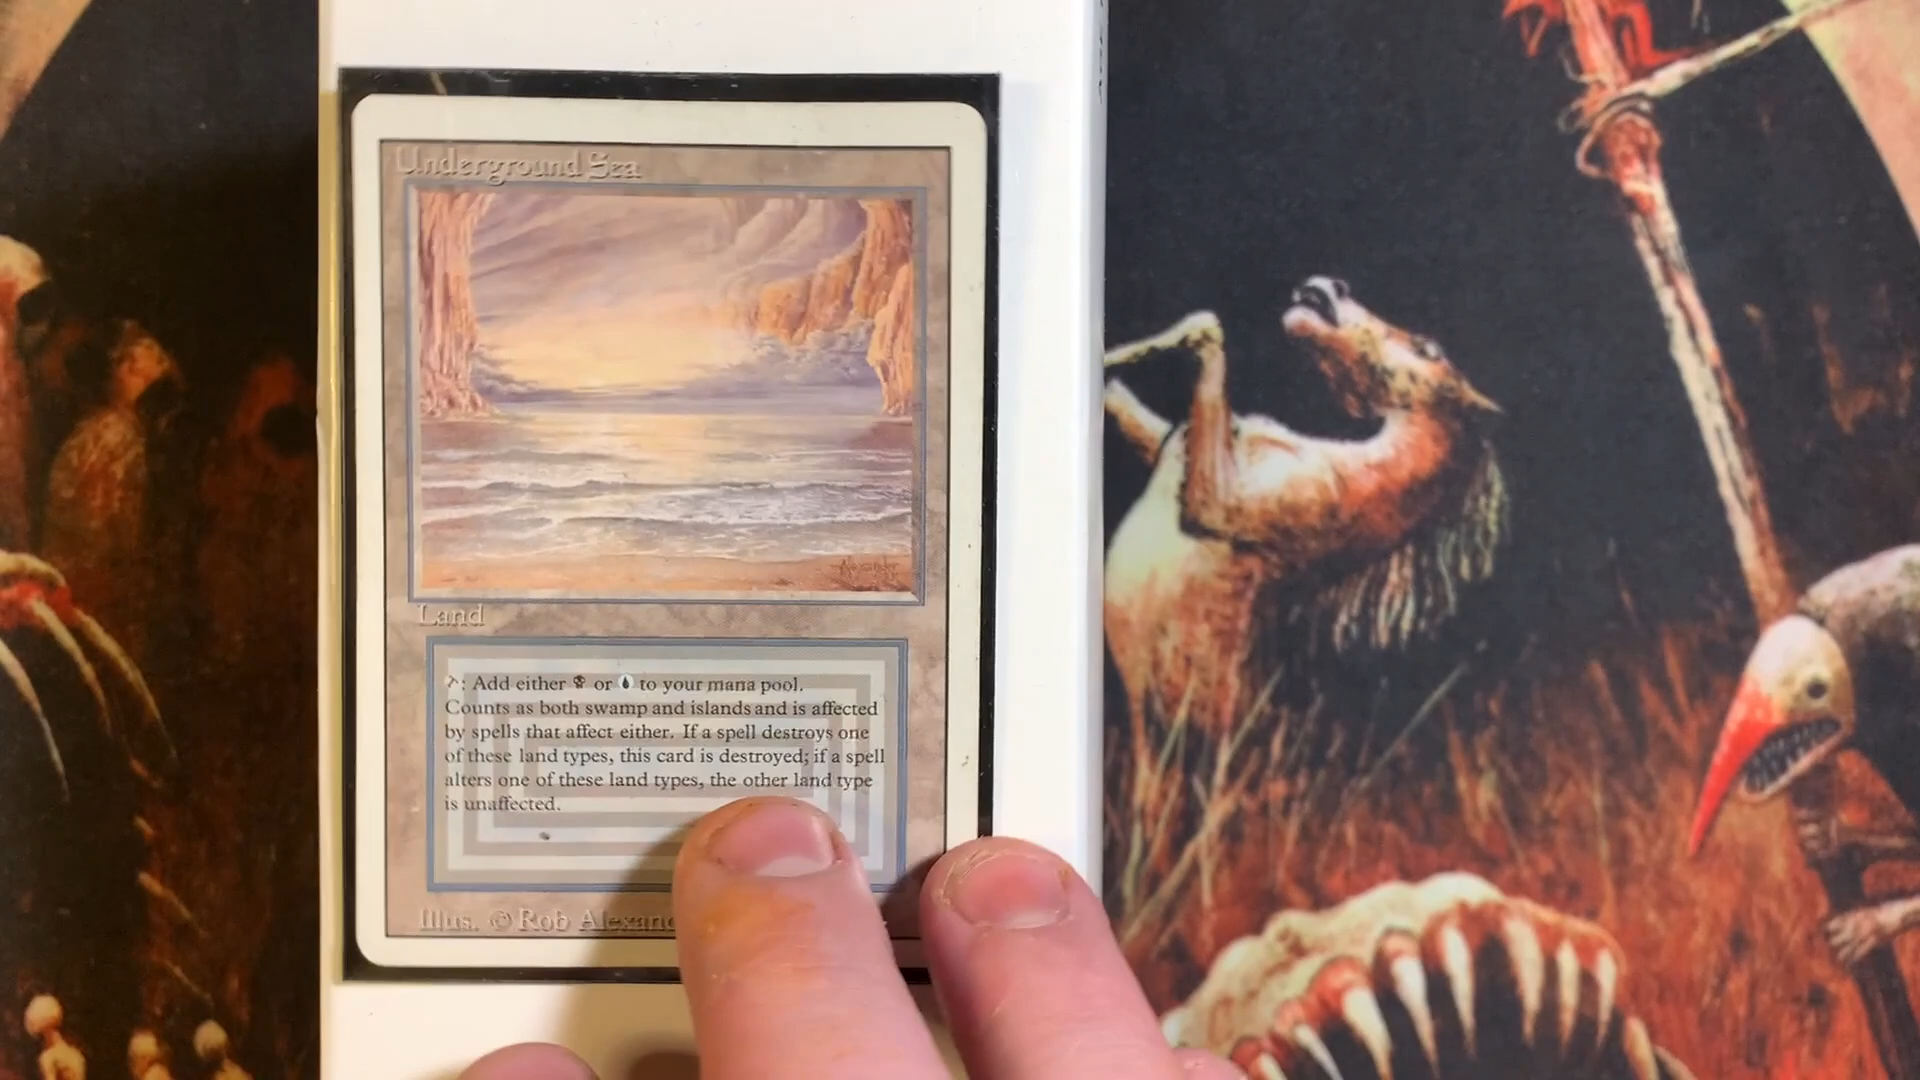 Underground Sea
Alexander
Land
: Add either or to your mana pool.
Counts as both swamp and islands and is affected
by spells that affect either. If a spell destroys one
of these land types, this card is destroyed; if a spell
alters one of these land types, the other land type
is unaffected.
Illus. © Rob Alexand